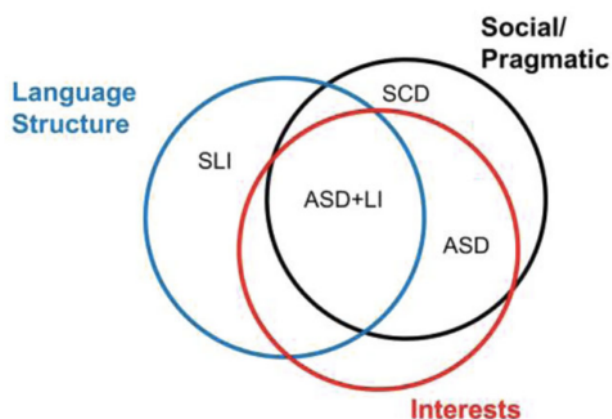 Social/
Pragmatic
Language
Structure
SCD
SLI
ASD+LI
ASD
Interests